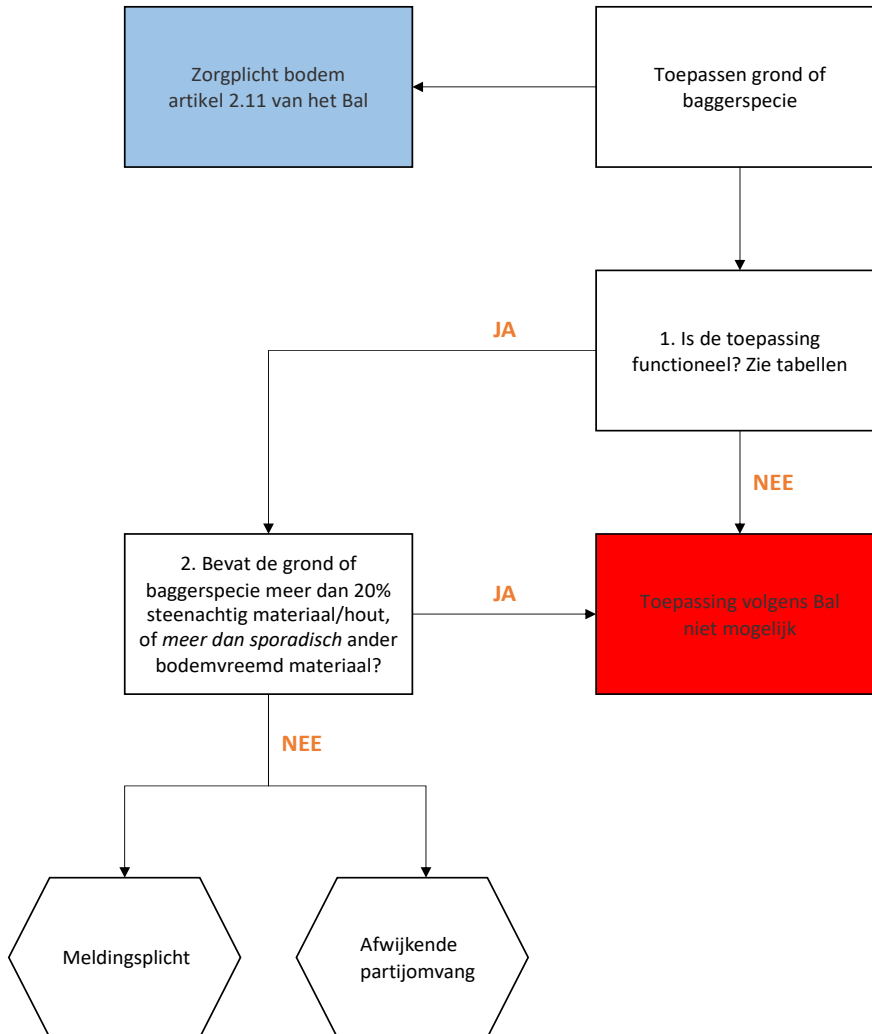 Zorgplicht bodem
artikel 2.11 van het Bal
Toepassen grond of
baggerspecie
JA
1. Is de toepassing
functioneel? Zie tabellen
NEE
2. Bevat de grond of
baggerspecie meer dan 20%
steenachtig materiaal/hout,
of meer dan sporadisch ander
bodemvreemd materiaal?
JA
Toepassing volgens Bal
niet mogelijk
NEE
Meldingsplicht
Afwijkende
partijomvang